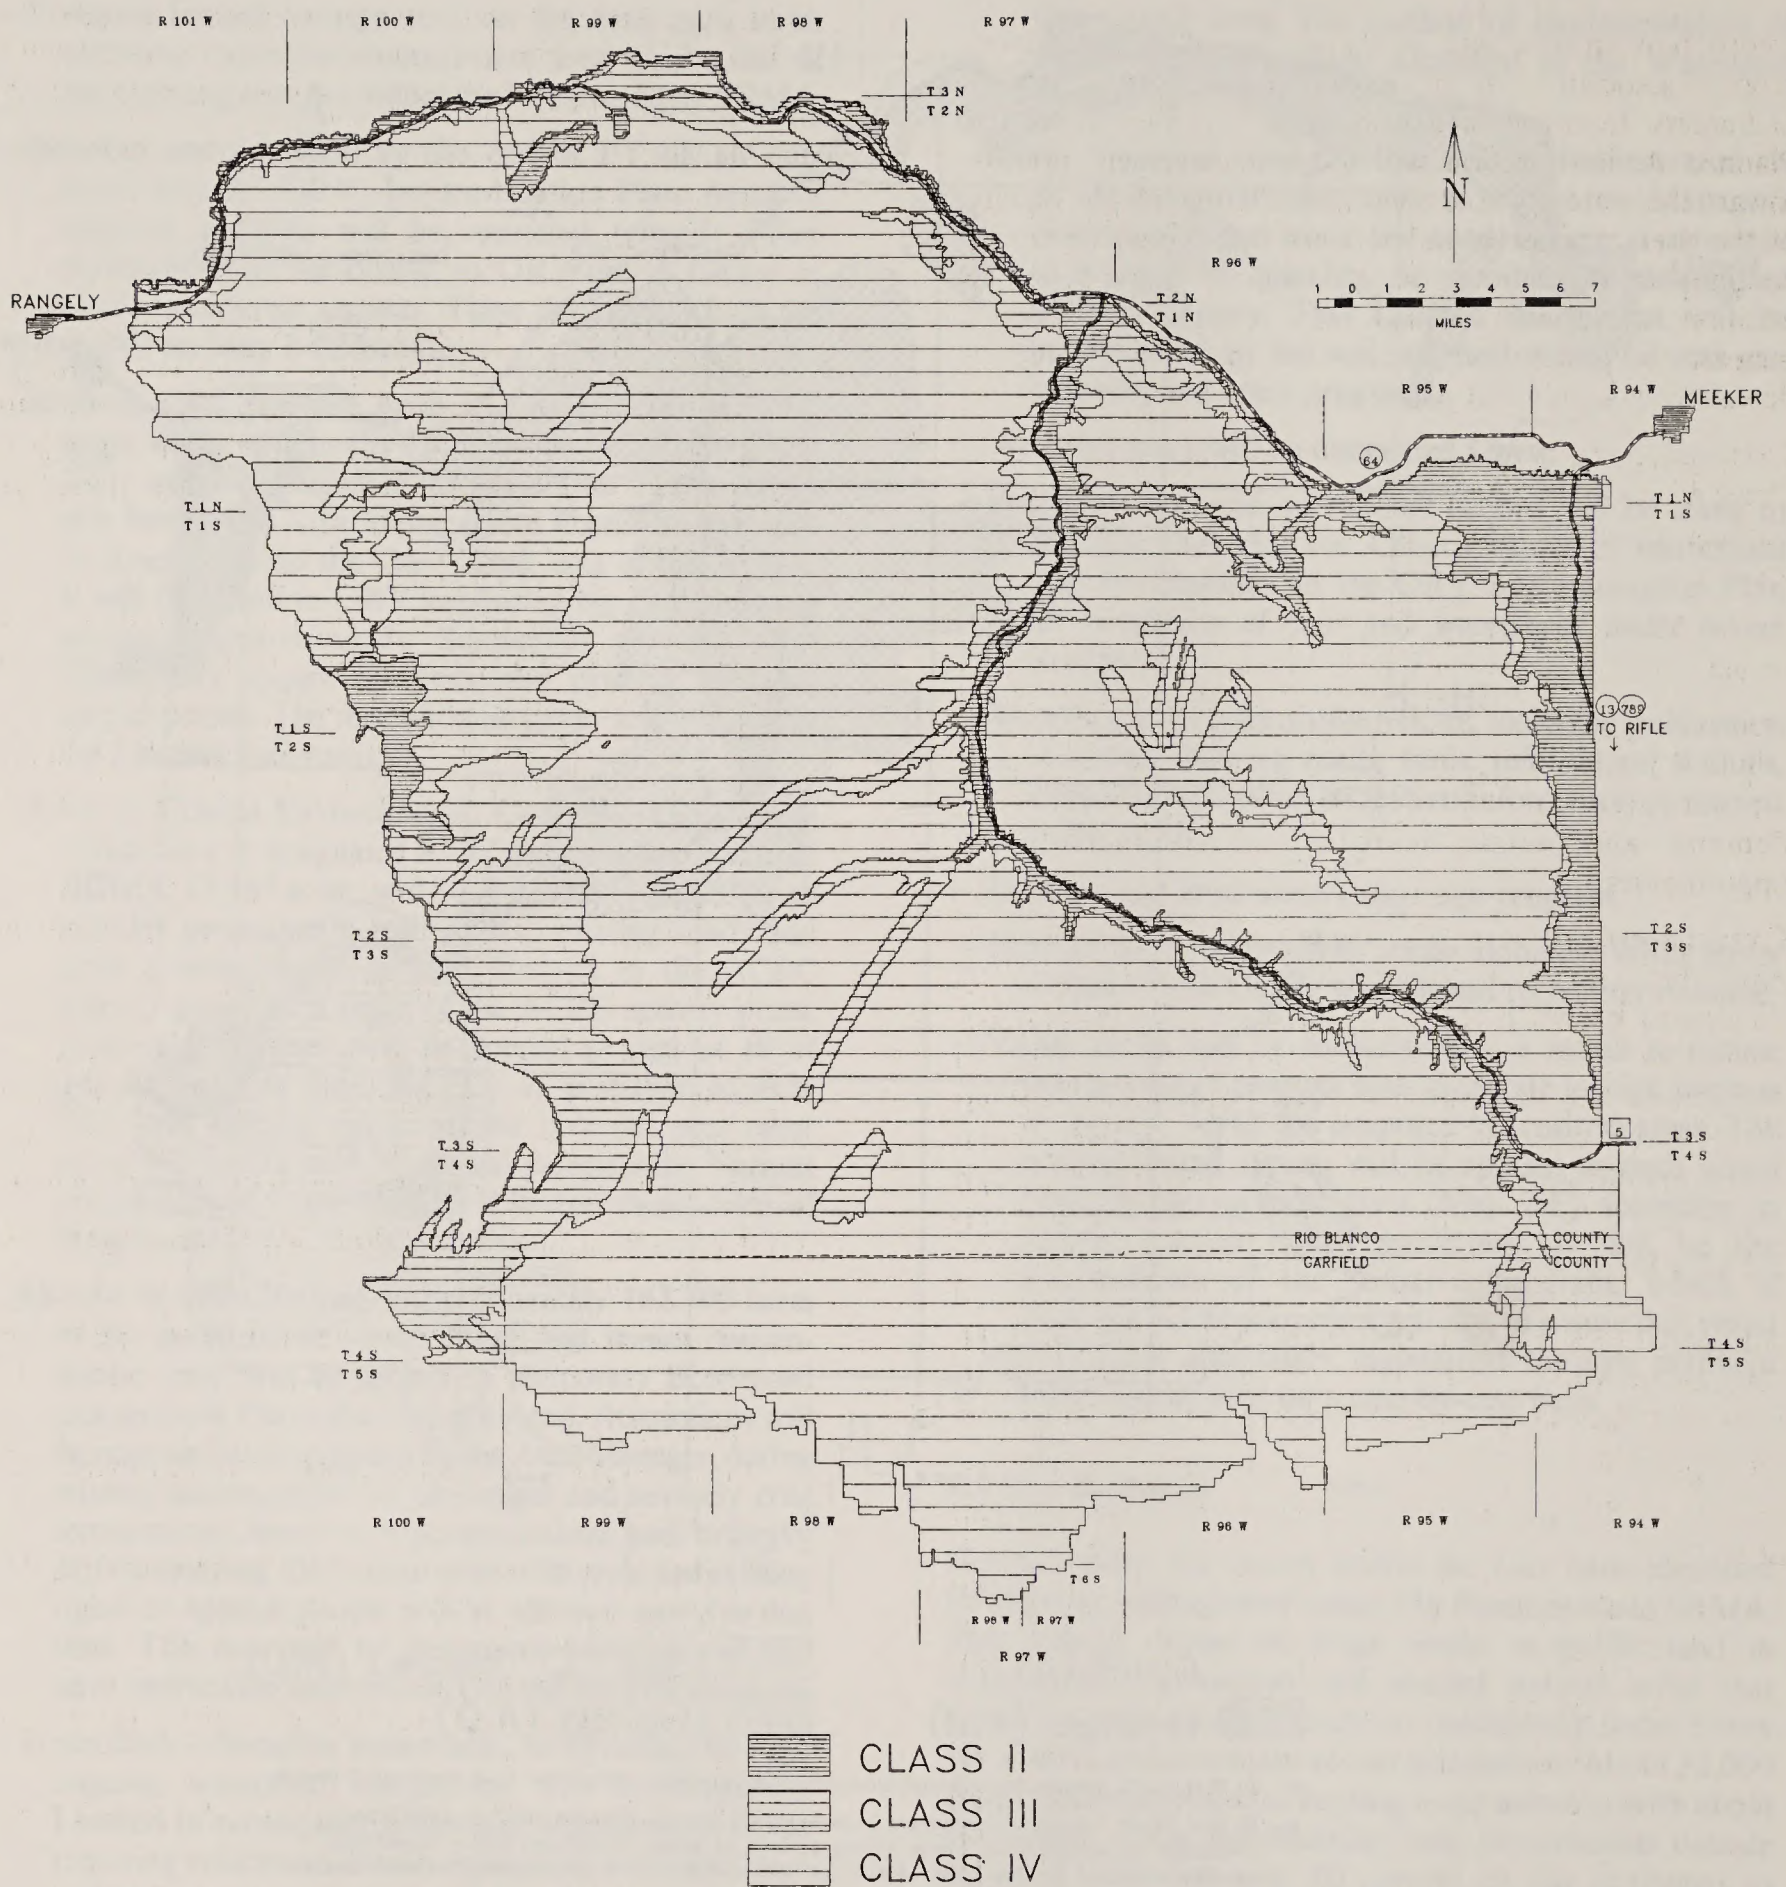 R 101 W
R 100 W
R 99 W
R 98 W
R 97 W
T 3 N
T 2 N
N
R 96 W
RANGELY
T 2 N
T 1 N
1 0 1 2 3 4 5 6 7
MILES
R 95 W
R 94 W
MEEKER
64
T 1 N
T 1 S
T 1 N
T 1 S
13 789
TO RIFLE
T 1 S
T 2 S
T 2 S
T 3 S
T 2 S
T 3 S
5
T 3 S
T 4 S
T 3 S
T 4 S
RIO BLANCO COUNTY
GARFIELD COUNTY
T 4 S
T 5 S
T 4 S
T 5 S
R 100 W
R 99 W
R 98 W
R 96 W
R 95 W
R 94 W
T 6 S
R 98 W
R 97 W
R 97 W
CLASS II
CLASS III
CLASS IV